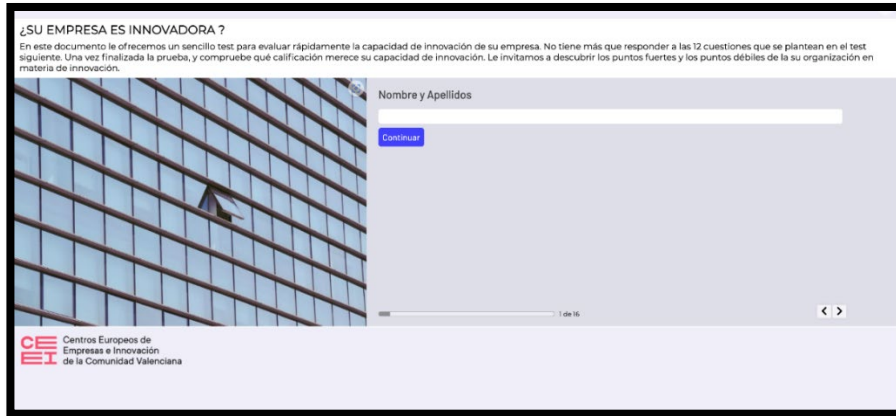 ¿SU EMPRESA ES INNOVADORA ?
En este documento le ofrecemos un sencillo test para evaluar rápidamente la capacidad de innovación de su empresa. No tiene más que responder a las 12 cuestiones que se plantean en el test
siguiente. Una vez finalizada la prueba, y compruebe qué calificación merece su capacidad de innovación. Le invitamos a descubrir los puntos fuertes y los puntos débiles de la su organización en
materia de innovación.
Nombre y Apellidos
Continuar
1 de 16
CEEI
Centros Europeos de
Empresas e Innovación
de la Comunidad Valenciana